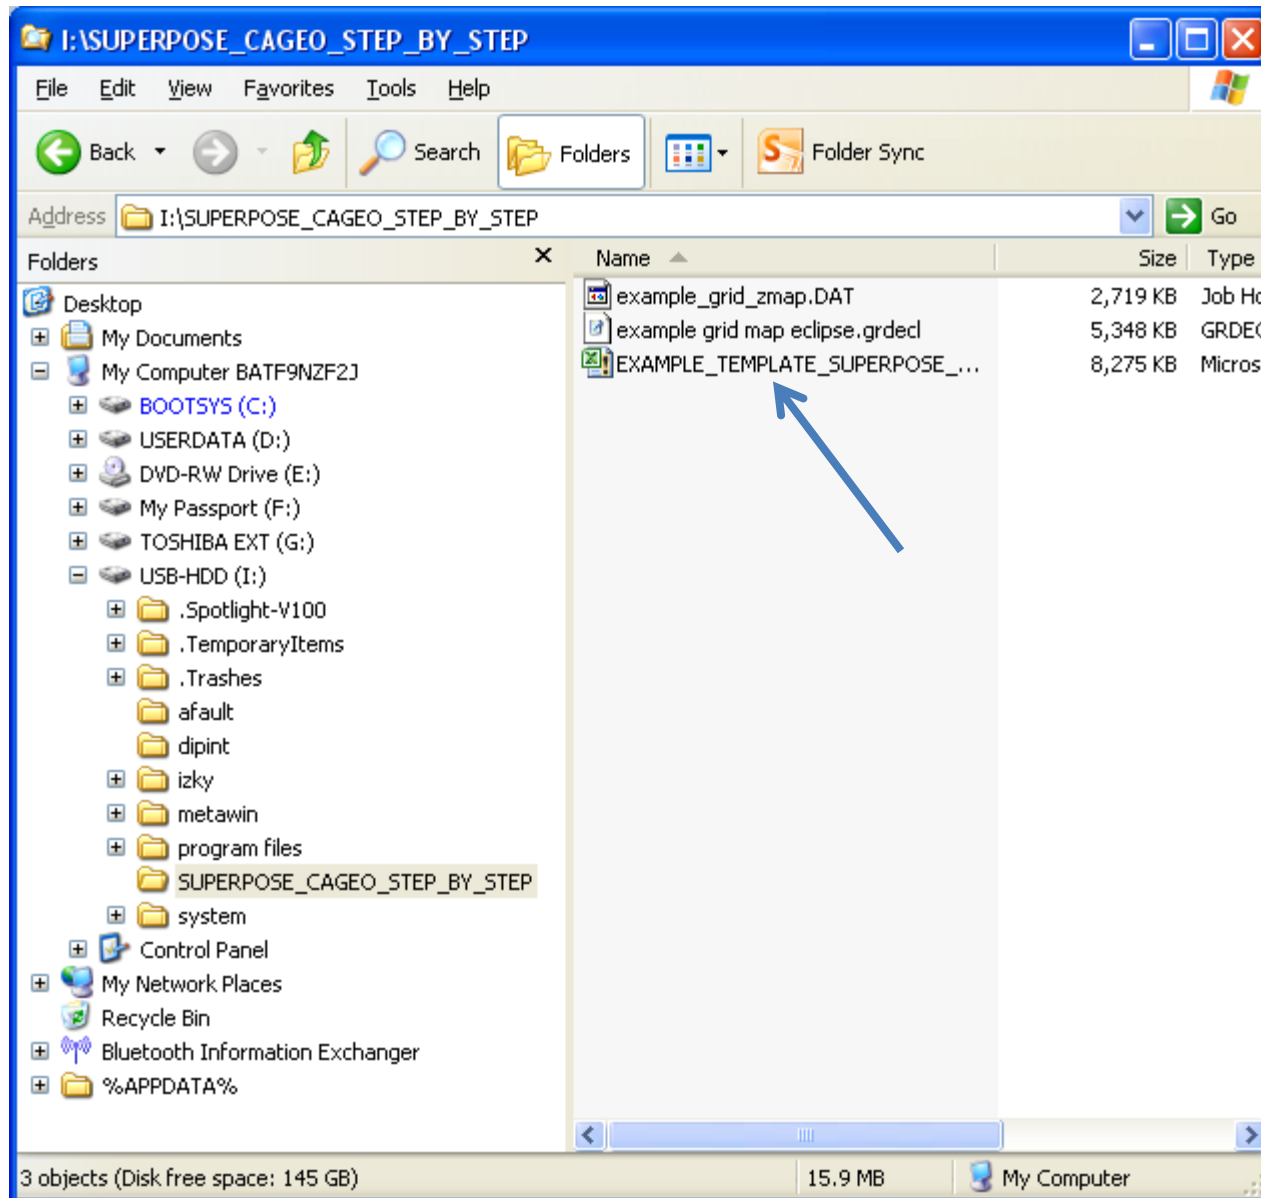 I:\SUPERPOSE_CAGEO_STEP_BY_STEP
File Edit View Favorites Tools Help
Back Search Folders Folder Sync
Address I:\SUPERPOSE_CAGEO_STEP_BY_STEP Go
Folders
Desktop
My Documents
My Computer BATF9NZF2J
BOOTSYS (C:)
USERDATA (D:)
DVD-RW Drive (E:)
My Passport (F:)
TOSHIBA EXT (G:)
USB-HDD (I:)
.Spotlight-V100
.TemporaryItems
.Trashes
afault
dipint
izky
metawin
program files
SUPERPOSE_CAGEO_STEP_BY_STEP
system
Control Panel
My Network Places
Recycle Bin
Bluetooth Information Exchanger
%APPDATA%
Name Size Type
example_grid_zmap.DAT 2,719 KB Job Ho
example grid map eclipse.grdecl 5,348 KB GRDEC
EXAMPLE_TEMPLATE_SUPERPOSE_... 8,275 KB Micros
3 objects (Disk free space: 145 GB) 15.9 MB My Computer